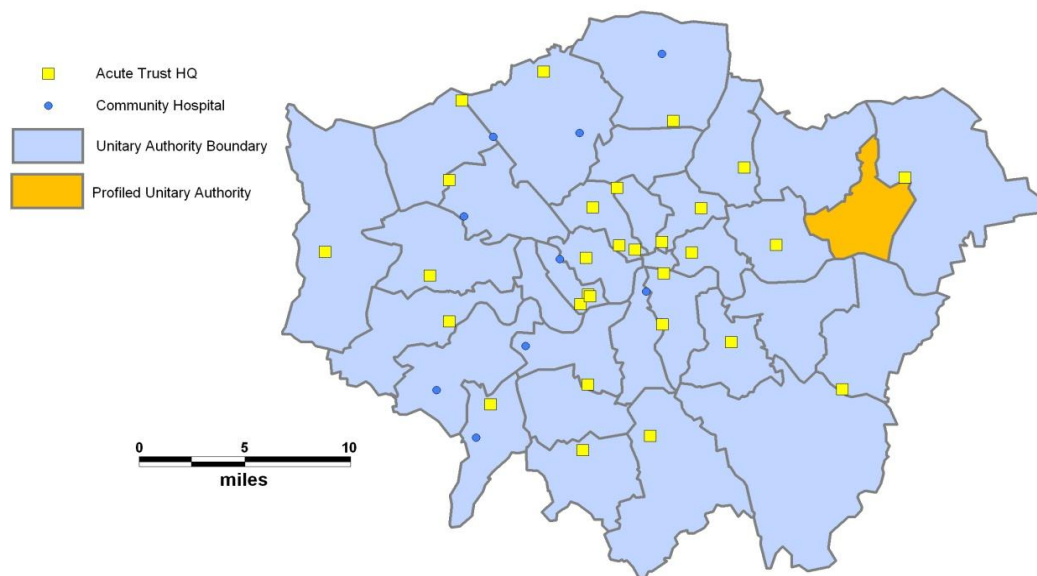 Acute Trust HQ
Community Hospital
Unitary Authority Boundary
Profiled Unitary Authority
0 5 10
miles